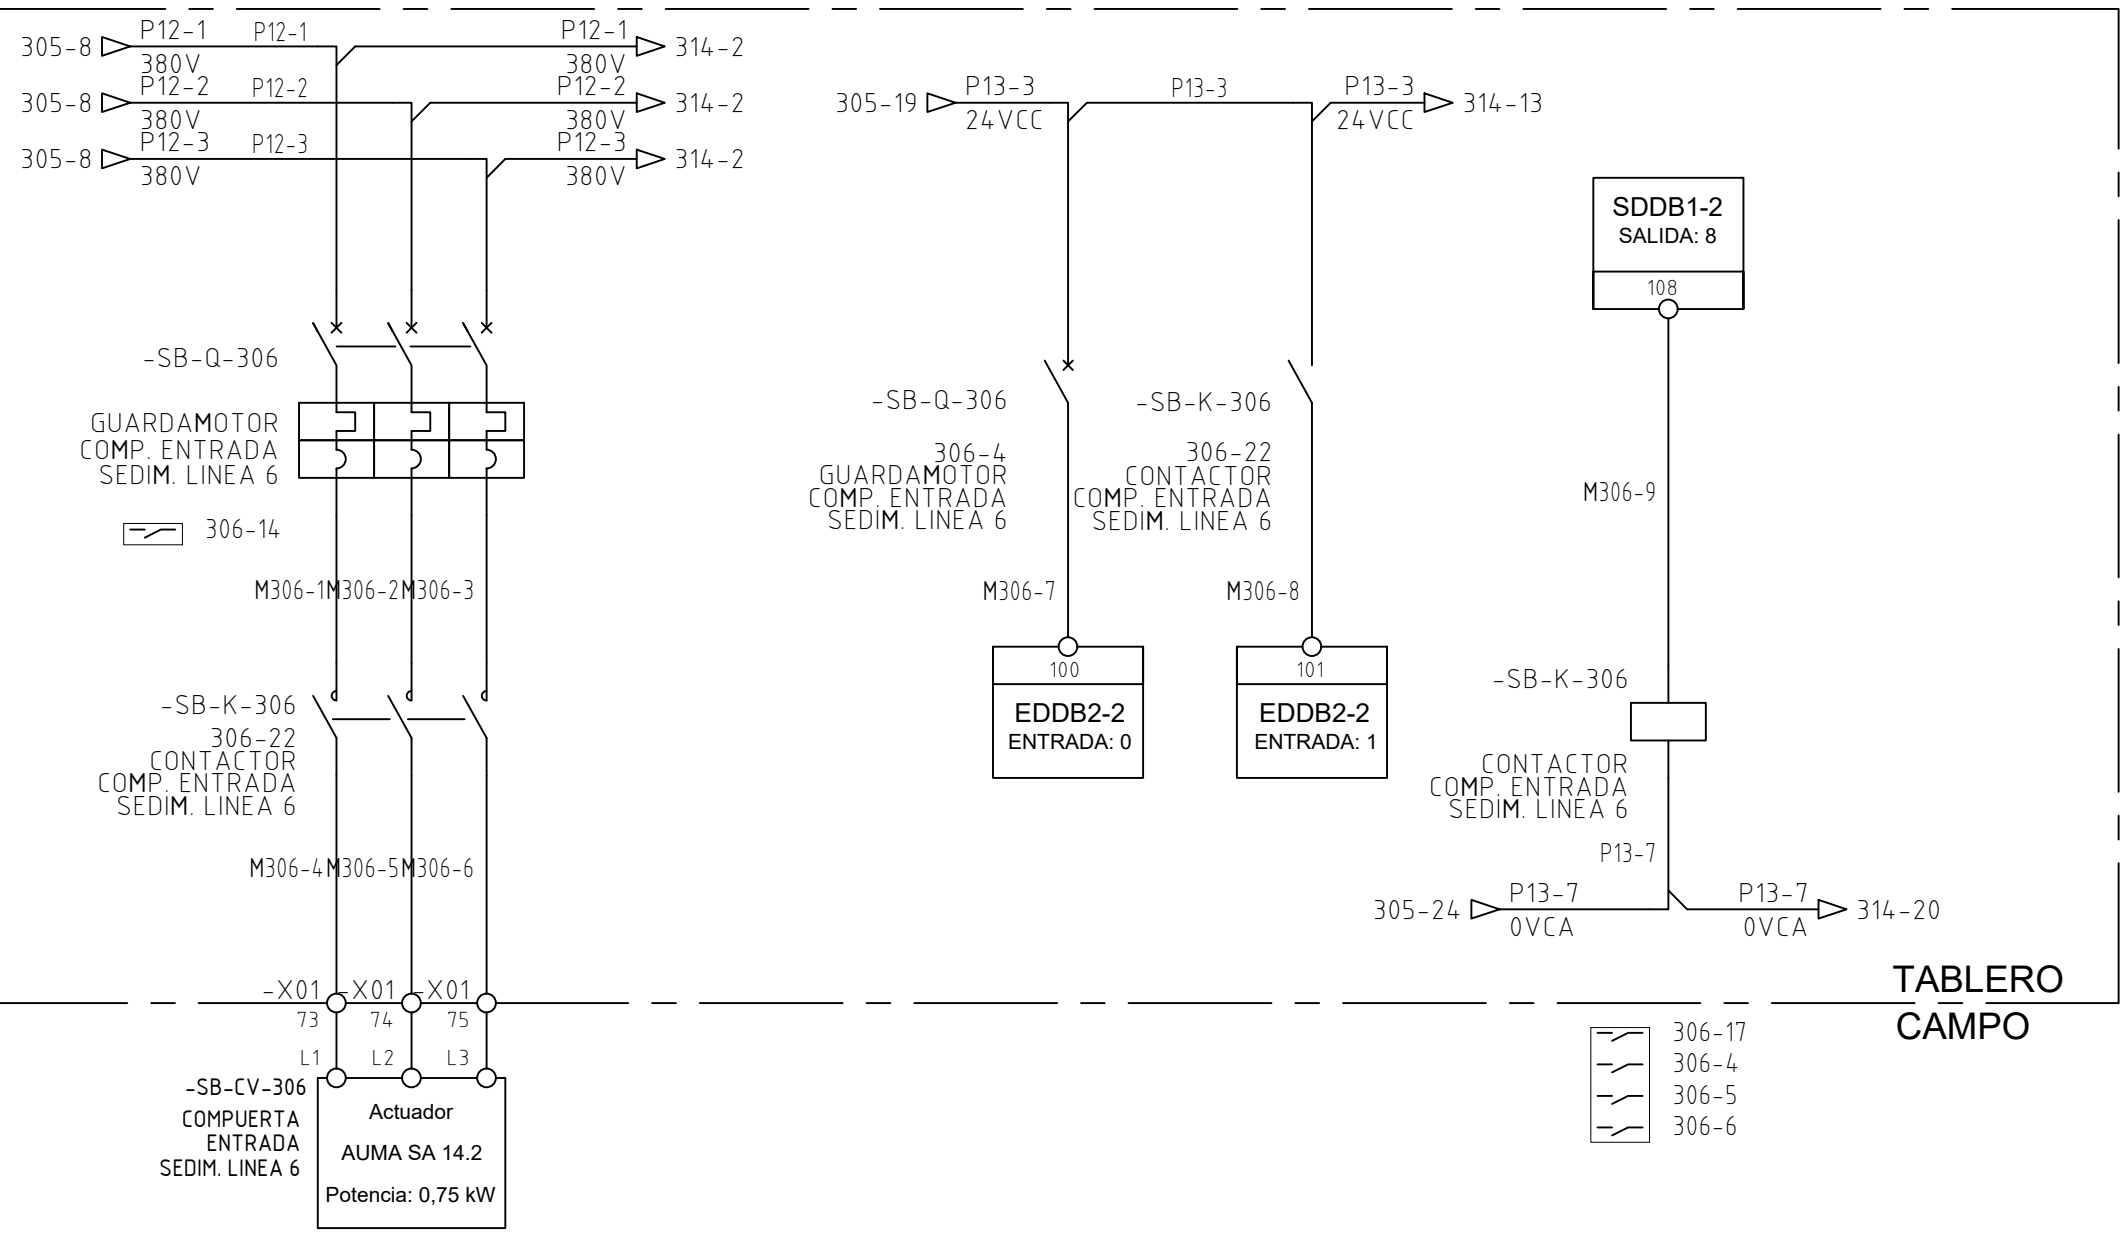 305-8
P12-1
380V
P12-1
P12-1
380V
314-2
305-8
P12-2
380V
P12-2
P12-2
380V
314-2
305-8
P12-3
380V
P12-3
P12-3
380V
314-2
-SB-Q-306
GUARDAMOTOR
COMP. ENTRADA
SEDIM. LINEA 6
306-14
M306-1
M306-2
M306-3
-SB-K-306
306-22
CONTACTOR
COMP. ENTRADA
SEDIM. LINEA 6
M306-4
M306-5
M306-6
-X01
-X01
-X01
73
74
75
L1
L2
L3
-SB-CV-306
COMPUERTA
ENTRADA
SEDIM. LINEA 6
Actuador
AUMA SA 14.2
Potencia: 0,75 kW
305-19
P13-3
24VCC
P13-3
P13-3
24VCC
314-13
-SB-Q-306
306-4
GUARDAMOTOR
COMP. ENTRADA
SEDIM. LINEA 6
M306-7
100
EDDB2-2
ENTRADA: 0
-SB-K-306
306-22
CONTACTOR
COMP. ENTRADA
SEDIM. LINEA 6
M306-8
101
EDDB2-2
ENTRADA: 1
SDDB1-2
SALIDA: 8
108
M306-9
-SB-K-306
CONTACTOR
COMP. ENTRADA
SEDIM. LINEA 6
P13-7
305-24
P13-7
0VCA
P13-7
0VCA
314-20
TABLERO
CAMPO
306-17
306-4
306-5
306-6